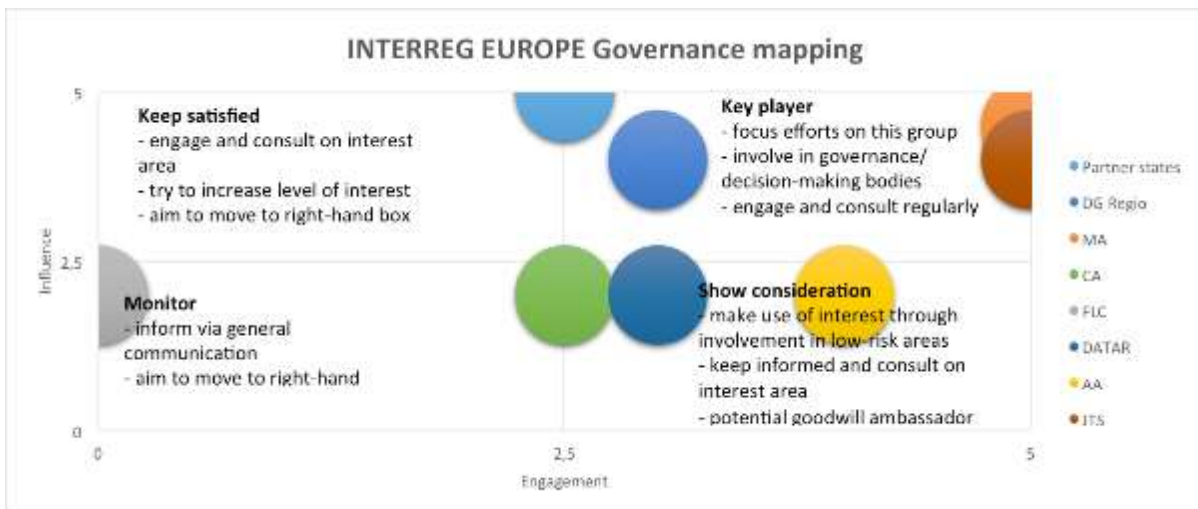 INTERREG EUROPE Governance mapping
5
Keep satisfied
- engage and consult on interest
area
- try to increase level of interest
- aim to move to right-hand box
Key player
- focus efforts on this group
- involve in governance/
decision-making bodies
- engage and consult regularly
Influence
2,5
Monitor
- inform via general
communication
- aim to move to right-hand
Show consideration
- make use of interest through
involvement in low-risk areas
- keep informed and consult on
interest area
- potential goodwill ambassador
0
0
2,5
5
Engagement
Partner states
DG Regio
MA
CA
FLC
DATAR
AA
JTS